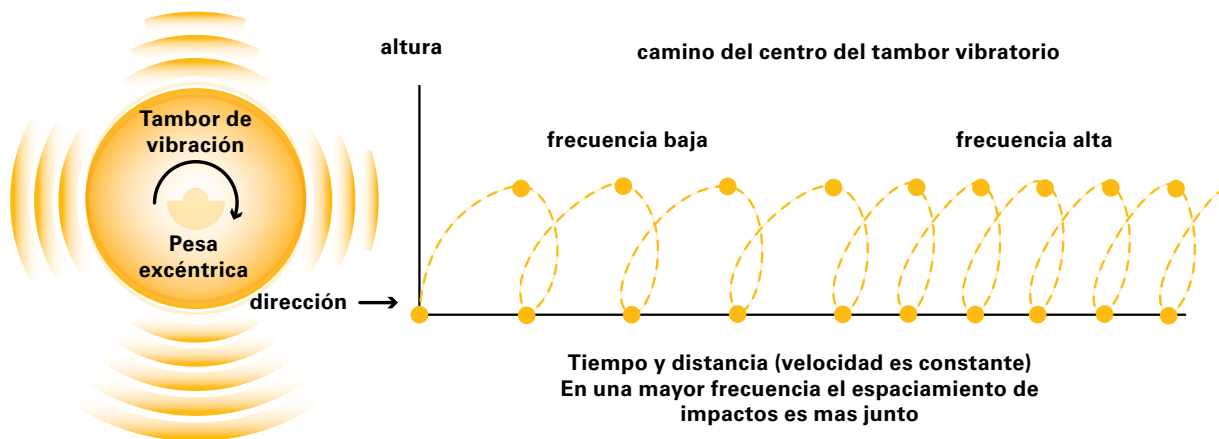 altura
camino del centro del tambor vibratorio
Tambor de
vibración
frecuencia baja
frecuencia alta
Pesa
excéntrica
dirección
Tiempo y distancia (velocidad es constante)
En una mayor frecuencia el espaciamiento de
impactos es mas junto